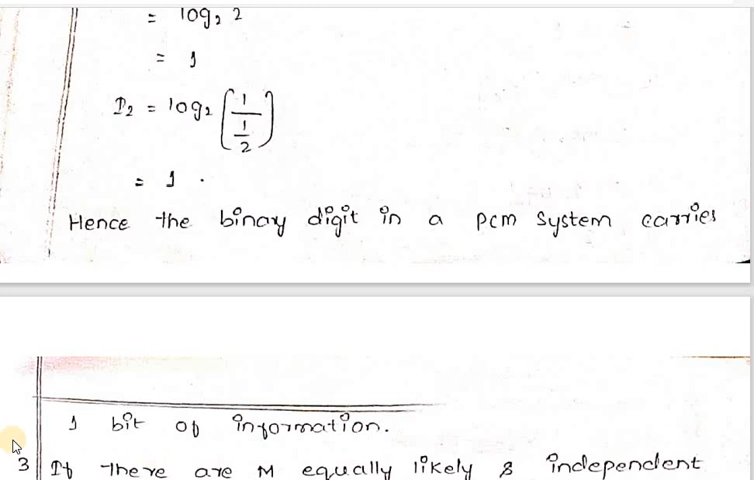 = log₂ 2
= 1
I₂ = log₂ (1/(1/2))
= 1 .
Hence the binary digit in a pcm system carries
1 bit of information.
3 If there are M equally likely & independent